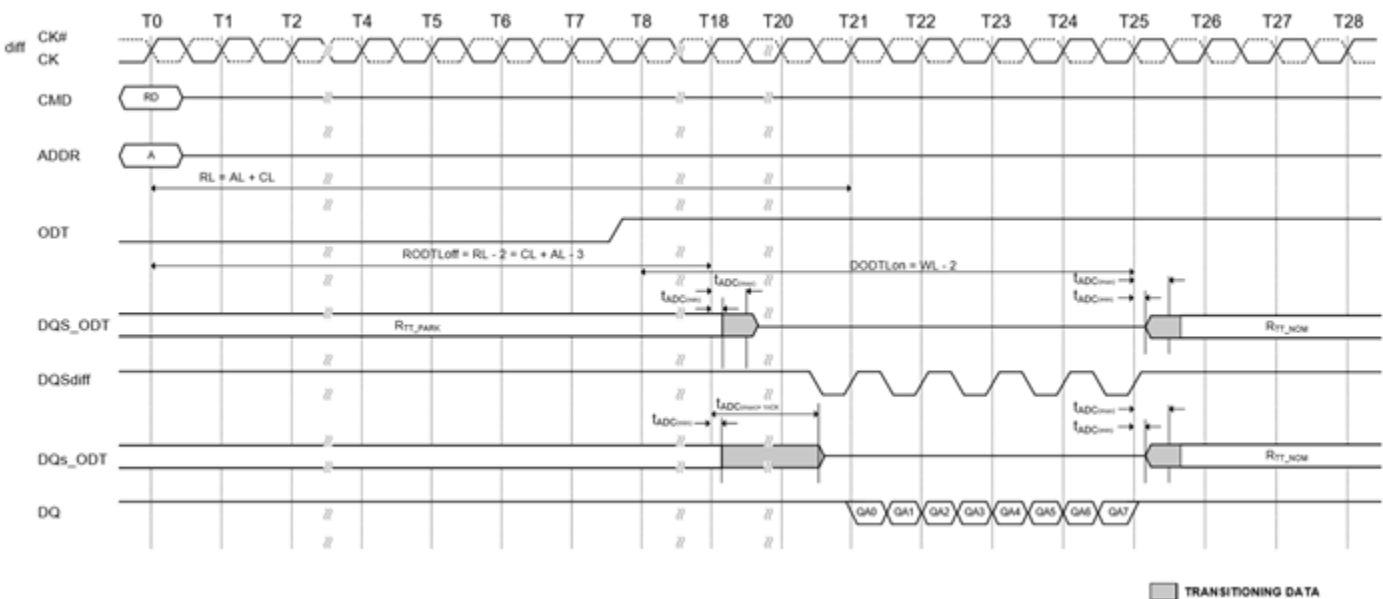 T0 T1 T2 T4 T5 T6 T7 T8 T18 T20 T21 T22 T23 T24 T25 T26 T27 T28
diff CK#
CK
CMD RD
ADDR A
RL = AL + CL
ODT
RODTLoff = RL - 2 = CL + AL - 3
DODTLon = WL - 2
tADC(max) tADC(max)
tADC(min) tADC(min)
DQS_ODT RTT_PARK RTT_NOM
DQSdiff
tADC(max)+ 1nCK tADC(max)
tADC(min) tADC(min)
DQs_ODT RTT_NOM
DQ QA0 QA1 QA2 QA3 QA4 QA5 QA6 QA7
TRANSITIONING DATA